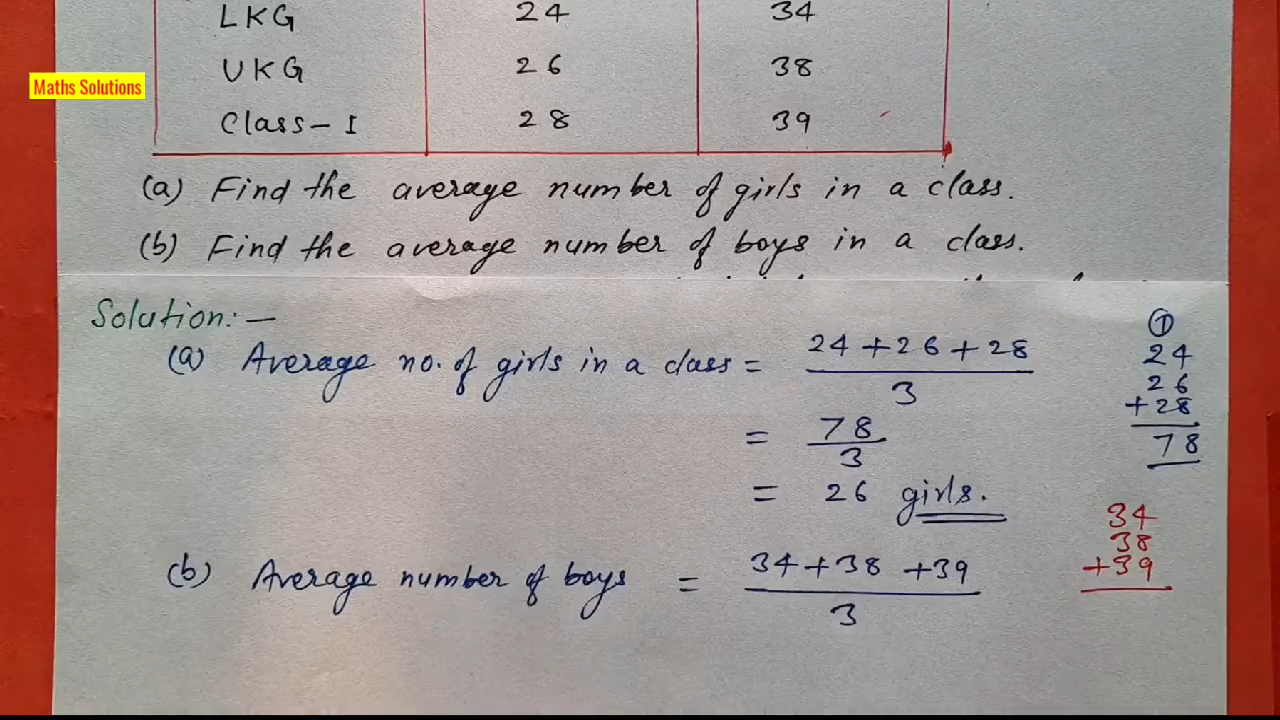 LKG 24 34
Maths Solutions
UKG 26 38
Class-I 28 39
(a) Find the average number of girls in a class.
(b) Find the average number of boys in a class.
Solution:—
(a) Average no. of girls in a class = 24+26+28
3
= 78
3
= 26 girls.
①
24
26
+28
78
34
38
+39
(b) Average number of boys = 34+38+39
3